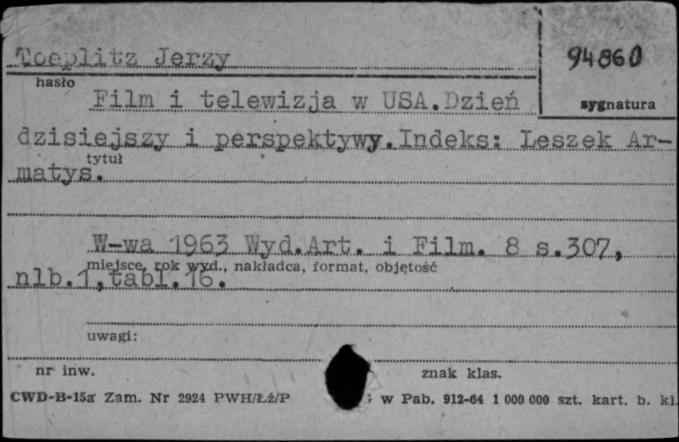 Toeplitz Jerzy
94860
hasło
sygnatura
Film i telewizja w USA.Dzień
dzisiejszy i perspektywy.Indeks: Leszek Ar-
tytuł
matys.
W-wa 1963 Wyd.Art. i Film. 8 s.307,
miejsce, rok wyd., nakładca, format, objętość
nlb.1,tabl.16.
uwagi:
nr inw.
znak klas.
CWD-B-15a Zam. Nr 2924 PWH/Łź/P
w Pab. 912-64 1 000 000 szt. kart. b. kl.